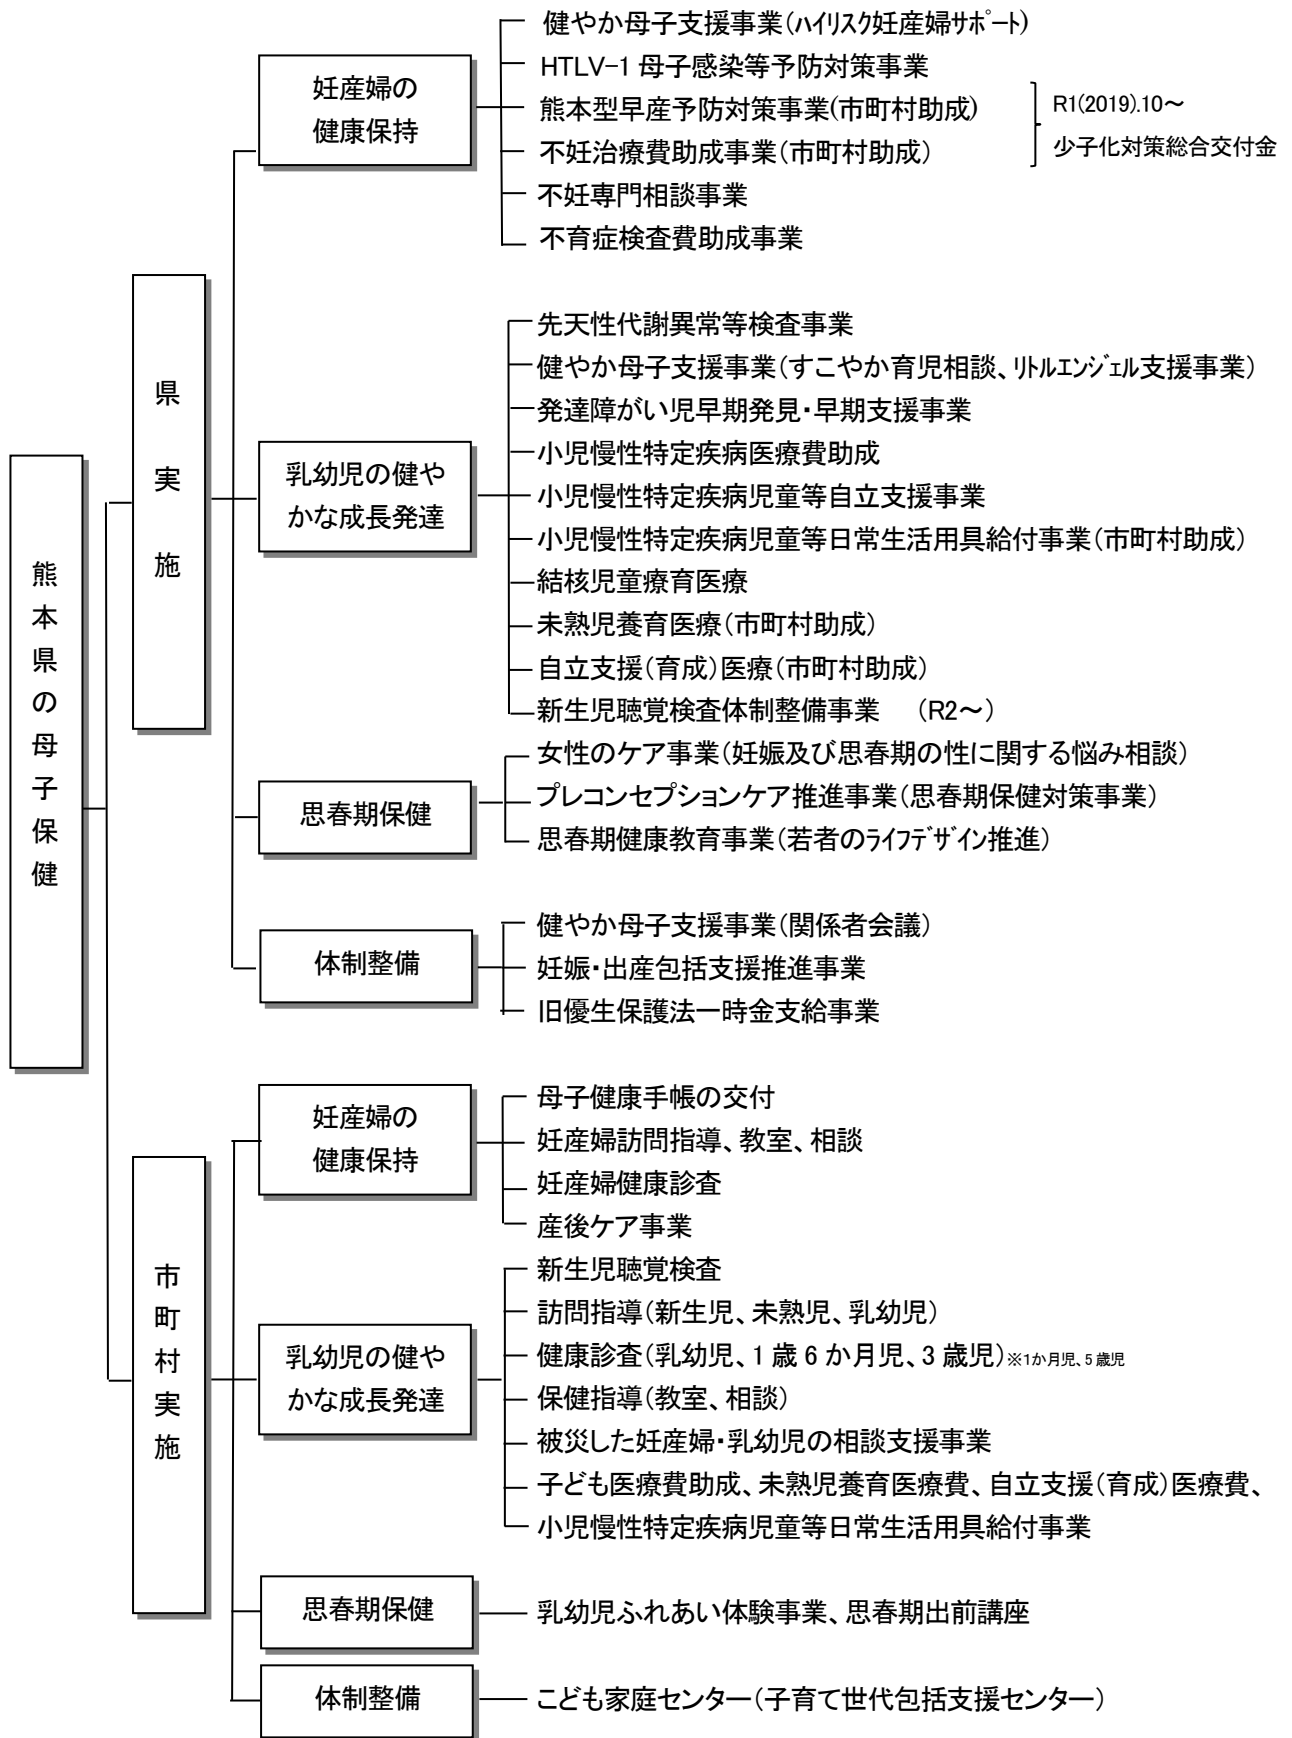 熊本県の母子保健
県実施
妊産婦の
健康保持
健やか母子支援事業(ﾊｲﾘｽｸ妊産婦ｻﾎﾟｰﾄ)
HTLV-1 母子感染等予防対策事業
熊本型早産予防対策事業(市町村助成)
不妊治療費助成事業(市町村助成)
R1(2019).10～
少子化対策総合交付金
不妊専門相談事業
不育症検査費助成事業
乳幼児の健や
かな成長発達
先天性代謝異常等検査事業
健やか母子支援事業(すこやか育児相談、ﾘﾄﾙｴﾝｼﾞｪﾙ支援事業)
発達障がい児早期発見・早期支援事業
小児慢性特定疾病医療費助成
小児慢性特定疾病児童等自立支援事業
小児慢性特定疾病児童等日常生活用具給付事業(市町村助成)
結核児童療育医療
未熟児養育医療(市町村助成)
自立支援(育成)医療(市町村助成)
新生児聴覚検査体制整備事業 (R2～)
思春期保健
女性のケア事業(妊娠及び思春期の性に関する悩み相談)
プレコンセプションケア推進事業(思春期保健対策事業)
思春期健康教育事業(若者のﾗｲﾌﾃﾞｻﾞｲﾝ推進)
体制整備
健やか母子支援事業(関係者会議)
妊娠・出産包括支援推進事業
旧優生保護法一時金支給事業
市町村実施
妊産婦の
健康保持
母子健康手帳の交付
妊産婦訪問指導、教室、相談
妊産婦健康診査
産後ケア事業
乳幼児の健や
かな成長発達
新生児聴覚検査
訪問指導(新生児、未熟児、乳幼児)
健康診査(乳幼児、1 歳 6 か月児、3 歳児)※1か月児、5 歳児
保健指導(教室、相談)
被災した妊産婦・乳幼児の相談支援事業
子ども医療費助成、未熟児養育医療費、自立支援(育成)医療費、
小児慢性特定疾病児童等日常生活用具給付事業
思春期保健
乳幼児ふれあい体験事業、思春期出前講座
体制整備
こども家庭センター(子育て世代包括支援センター)